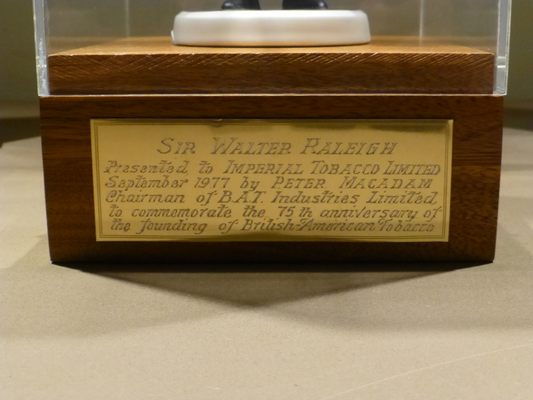 SIR WALTER RALEIGH
Presented to IMPERIAL TOBACCO LIMITED
September 1977 by PETER MACADAM
Chairman of B.A.T. Industries Limited,
to commemorate the 75th anniversary of
the founding of British-American Tobacco